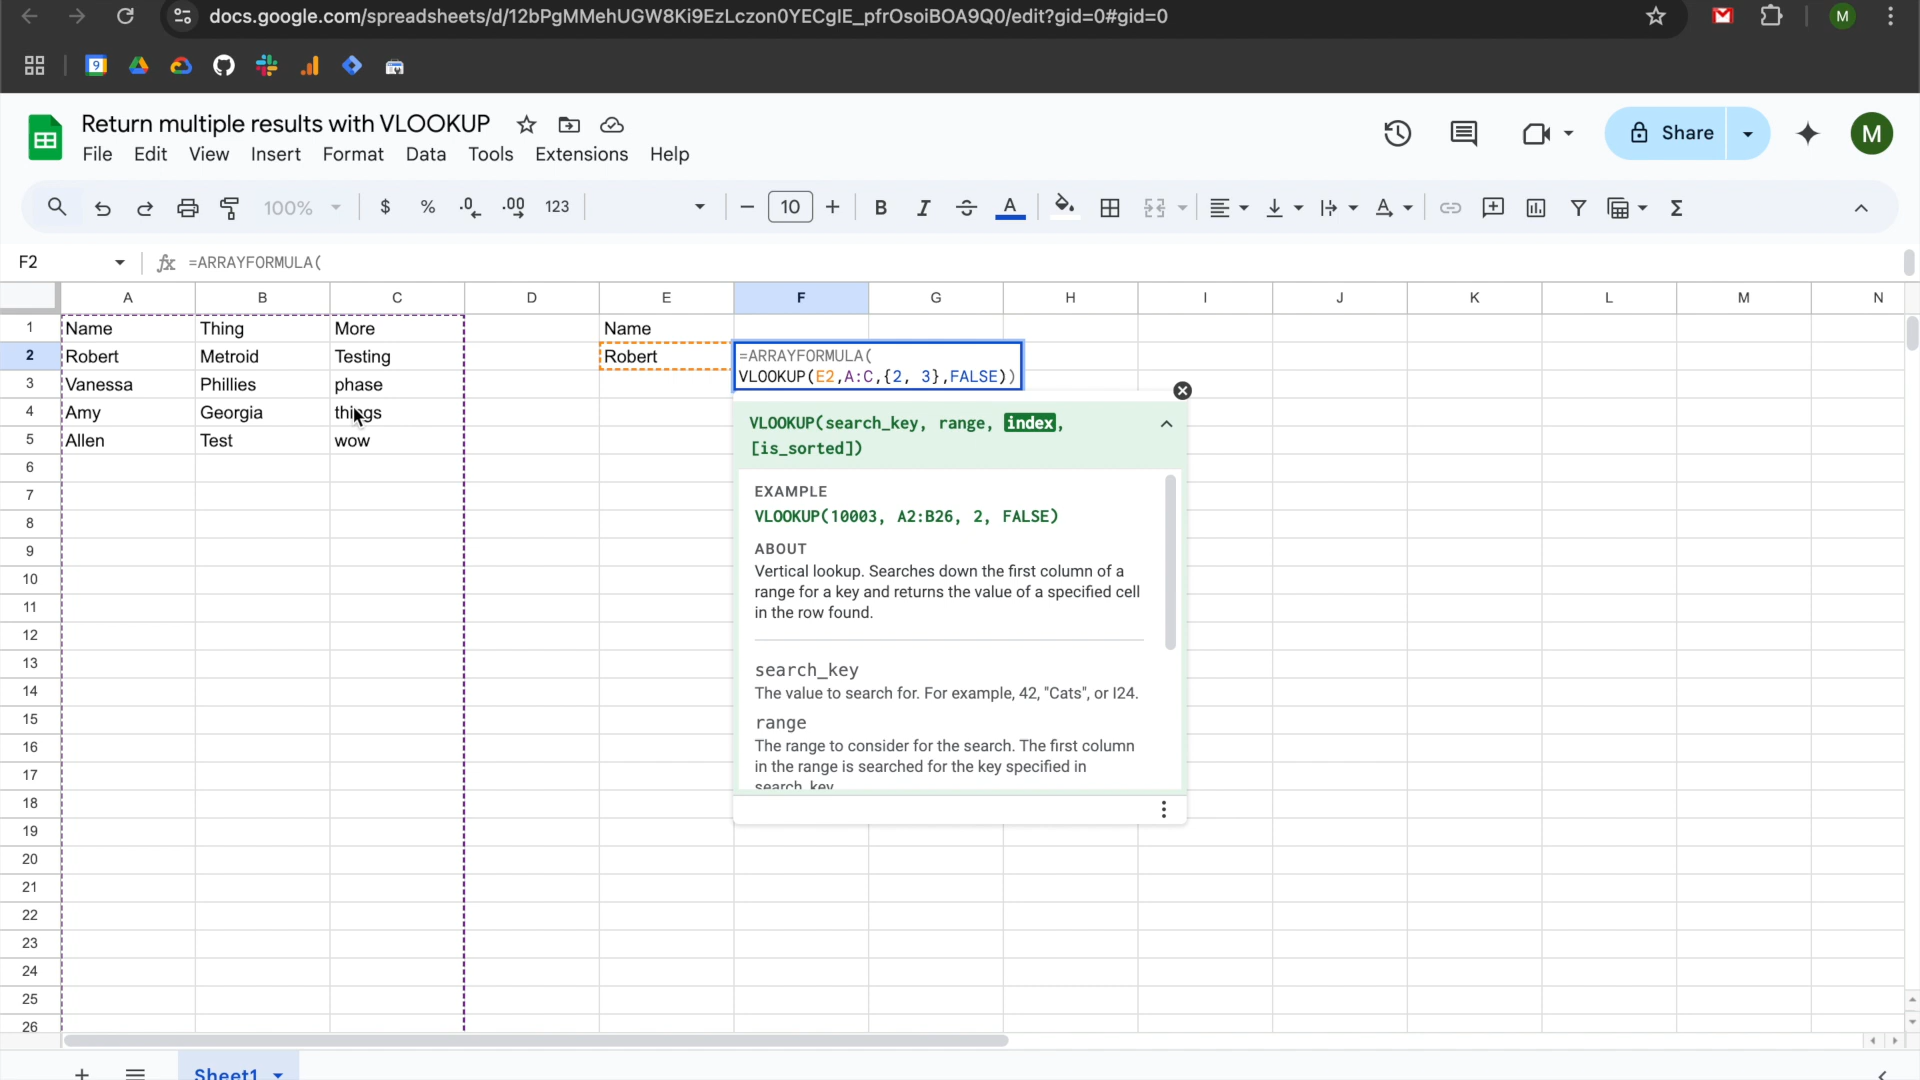 docs.google.com/spreadsheets/d/12bPgMMehUGW8Ki9EzLczon0YECgIE_pfrOsoiBOA9Q0/edit?gid=0#gid=0
M
9
Return multiple results with VLOOKUP
File Edit View Insert Format Data Tools Extensions Help
Share
M
100% $ % .0 .00 123 10 B I A
F2 fx =ARRAYFORMULA(
A B C D E F G H I J K L M N
1 Name Thing More Name
2 Robert Metroid Testing Robert =ARRAYFORMULA(
VLOOKUP(E2,A:C,{2, 3},FALSE))
3 Vanessa Phillies phase
4 Amy Georgia things
5 Allen Test wow
VLOOKUP(search_key, range, index,
[is_sorted])
EXAMPLE
VLOOKUP(10003, A2:B26, 2, FALSE)
ABOUT
Vertical lookup. Searches down the first column of a
range for a key and returns the value of a specified cell
in the row found.
search_key
The value to search for. For example, 42, "Cats", or I24.
range
The range to consider for the search. The first column
in the range is searched for the key specified in
search_key
6
7
8
9
10
11
12
13
14
15
16
17
18
19
20
21
22
23
24
25
26
Sheet1